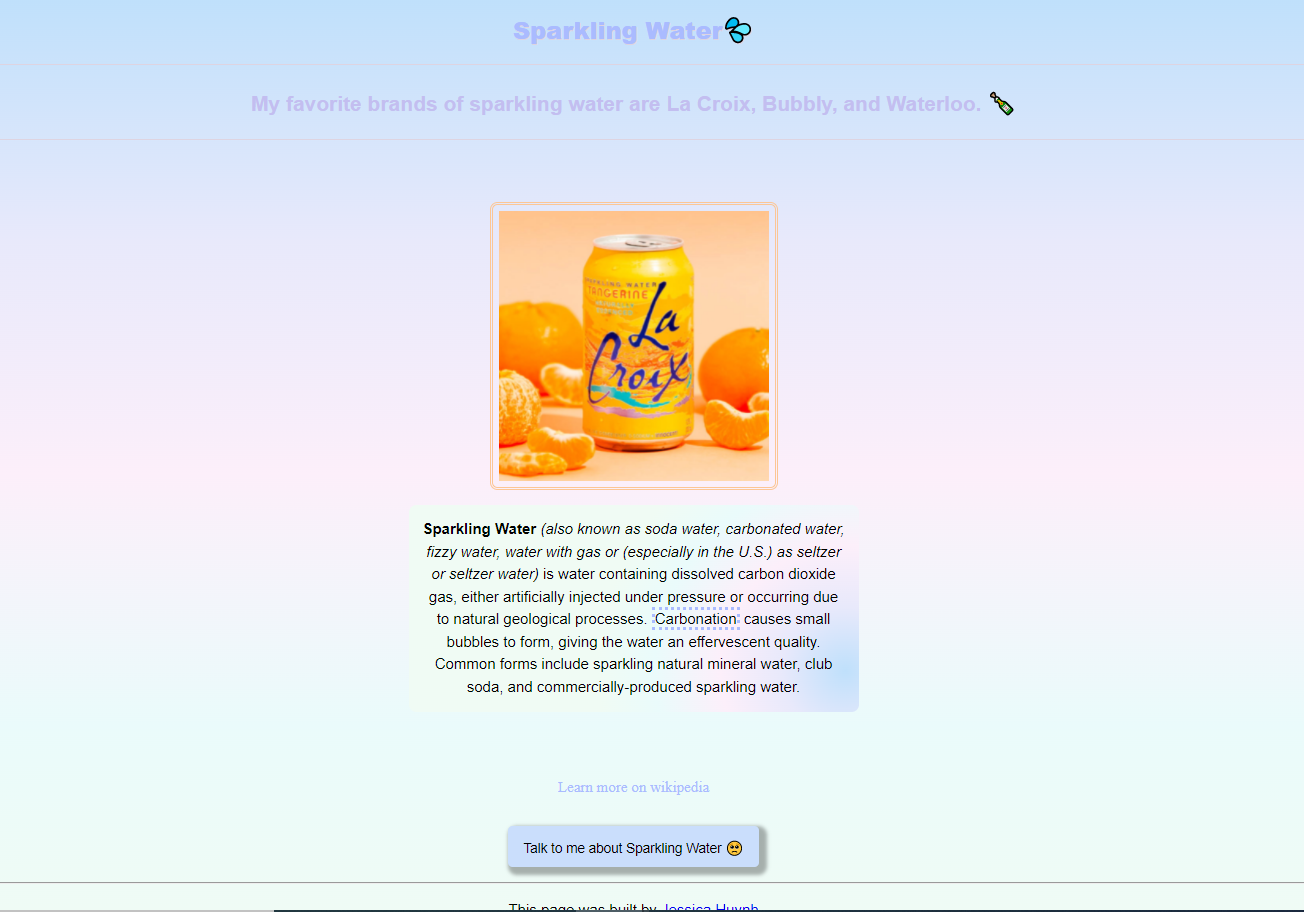 Sparkling Water💦
My favorite brands of sparkling water are La Croix, Bubbly, and Waterloo. 🍾
SPARKLING WATER
TANGERINE
La
Croix
Sparkling Water (also known as soda water, carbonated water,
fizzy water, water with gas or (especially in the U.S.) as seltzer
or seltzer water) is water containing dissolved carbon dioxide
gas, either artificially injected under pressure or occurring due
to natural geological processes. Carbonation causes small
bubbles to form, giving the water an effervescent quality.
Common forms include sparkling natural mineral water, club
soda, and commercially-produced sparkling water.
Learn more on wikipedia
Talk to me about Sparkling Water 🥺
This page was built by Jessica Huynh